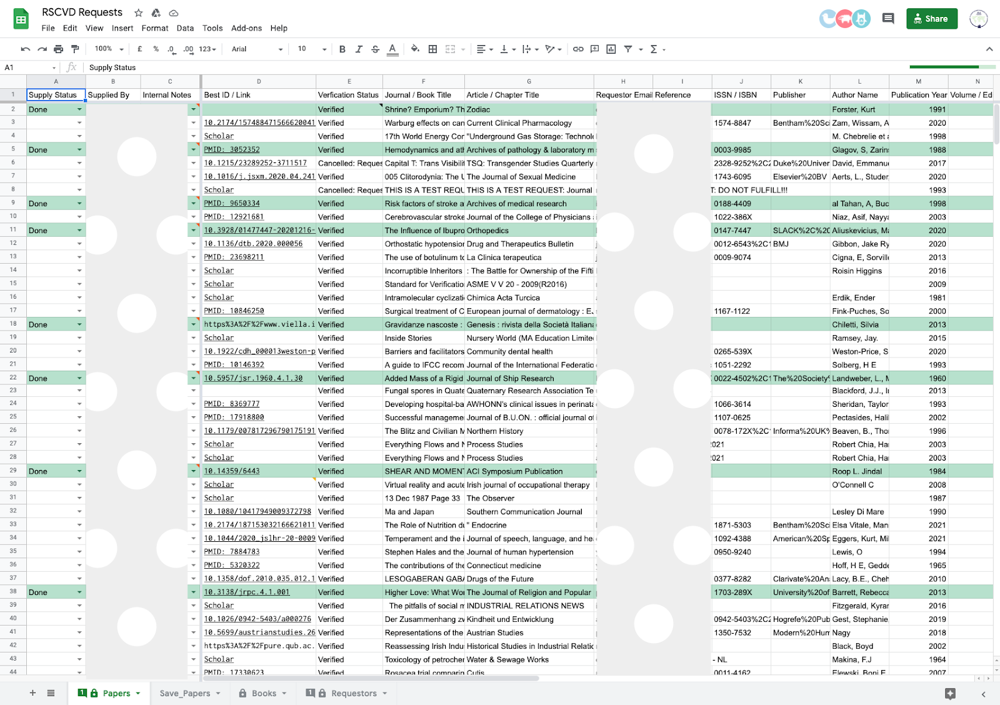 RSCVD Requests
File Edit View Insert Format Data Tools Add-ons Help
Share
100% £ % .0 .00 123 Arial 10 B I S A
A1 fx Supply Status
A B C D E F G H I J K L M N
1 Supply Status Supplied By Internal Notes Best ID / Link Verfication Status Journal / Book Title Article / Chapter Title Requestor Email Reference ISSN / ISBN Publisher Author Name Publication Year Volume / Edi
2 Done Verified Shrine? Emporium? Th Zodiac Forster, Kurt 1991
3 10.2174/157488471566620041 Verified Warburg effects on can Current Clinical Pharmacology 1574-8847 Bentham%20Sci Zam, Wissam, A 2020
4 Scholar Verified 17th World Energy Cor "Underground Gas Storage: Technol M. Chebrelie et a 1998
5 Done PMID: 3052352 Verified Hemodynamics and ath Archives of pathology & laboratory m 0003-9985 Glagov, S, Zarin 1988
6 10.1215/23289252-3711517 Cancelled: Reques Capital T: Trans Visibilit TSQ: Transgender Studies Quarterly 2328-9252%2C2 Duke%20Univer David, Emmanu 2017
7 10.1016/j.jsxm.2020.04.241 Verified 005 Clitorodynia: The U The Journal of Sexual Medicine 1743-6095 Elsevier%20BV Aerts, L., Studer, 2020
8 Scholar Cancelled: Reques THIS IS A TEST REQU THIS IS A TEST REQUEST: Journal T: DO NOT FULFILL!!! 1993
9 Done PMID: 9650334 Verified Risk factors of stroke a Archives of medical research 0188-4409 al Tahan, A, Buc 1998
10 PMID: 12921681 Verified Cerebrovascular stroke Journal of the College of Physicians 1022-386X Niaz, Asif, Nayya 2003
11 Done 10.3928/01477447-20201216- Verified The Influence of Ibupro Orthopedics 0147-7447 SLACK%2C%20 Aliuskevicius, Ma 2020
12 10.1136/dtb.2020.000056 Verified Orthostatic hypotension Drug and Therapeutics Bulletin 0012-6543%2C1 BMJ Gibbon, Jake Ry 2020
13 PMID: 23698211 Verified The use of botulinum to La Clinica terapeutica 0009-9074 Cigna, E, Sorvill 2013
14 Scholar Verified Incorruptible Inheritors : The Battle for Ownership of the Fifti Roisin Higgins 2016
15 Scholar Verified Standard for Verificatio ASME V V 20 - 2009(R2016) 2009
16 Scholar Verified Intramolecular cyclizati Chimica Acta Turcica Erdik, Ender 1981
17 PMID: 10846250 Verified Surgical treatment of C European journal of dermatology : E. 1167-1122 Fink-Puches, So 2000
18 Done https%3A%2F%2Fwww.viella.i Verified Gravidanze nascoste : Genesis : rivista della Società Italiana Chiletti, Silvia 2013
19 Scholar Verified Inside Stories Nursery World (MA Education Limite Ramsey, Jay. 2015
20 10.1922/cdh_000013weston-p Verified Barriers and facilitators Community dental health 0265-539X Weston-Price, S 2020
21 PMID: 10146392 Verified A guide to IFCC recom Journal of the International Federatio 1051-2292 Solberg, H E 1993
22 Done 10.5957/jsr.1960.4.1.30 Verified Added Mass of a Rigid Journal of Ship Research 0022-4502%2C1 The%20Society% Landweber, L., M 1960
23 Verified Fungal spores in Quate Quaternary Research Association Te Blackford, J.J., I 2013
24 PMID: 8369777 Verified Developing hospital-ba AWHONN's clinical issues in perinata 1066-3614 Sheridan, Taylor 1993
25 PMID: 17918800 Verified Successful manageme Journal of B.U.ON. : official journal of 1107-0625 Pectasides, Hali 2002
26 10.1179/007817296790175191 Verified The Blitz and Civilian M Northern History 0078-172X%2C Informa%20UK% Beaven, B., Tho 1996
27 Scholar Verified Everything Flows and N Process Studies 2021 Robert Chia, Ha 2003
28 Scholar Verified Everything Flows and N Process Studies 2021 Robert Chia, Ha 2003
29 Done 10.14359/6443 Verified SHEAR AND MOMENT ACI Symposium Publication Roop L. Jindal 1984
30 Scholar Verified Virtual reality and acute Irish journal of occupational therapy O'Connell C 2008
31 Scholar Verified 13 Dec 1987 Page 33 The Observer 1987
32 10.1080/10417949009372798 Verified Ma and Japan Southern Communication Journal Lesley Di Mare 1990
33 10.2174/187153032166621011 Verified The Role of Nutrition du " Endocrine 1871-5303 Bentham%20Sci Elsa Vitale, Man 2021
34 10.1044/2020_jslhr-20-0009 Verified Temperament and the i Journal of speech, language, and he 1092-4388 American%20Sp Eggers, Kurt, Mi 2021
35 PMID: 7884783 Verified Stephen Hales and the Journal of human hypertension 0950-9240 Lewis, O 1994
36 PMID: 5320322 Verified The contributions of the Connecticut medicine Hoff, H E, Gedde 1965
37 10.1358/dof.2010.035.012.1 Verified LESOGABERAN GABA Drugs of the Future 0377-8282 Clarivate%20An Lacy, B.E., Cheh 2010
38 Done 10.3138/jrpc.4.1.001 Verified Higher Love: What Wo The Journal of Religion and Popular 1703-289X University%20of Barrett, Rebecca 2013
39 Scholar Verified The pitfalls of social m INDUSTRIAL RELATIONS NEWS Fitzgerald, Kyrar 2016
40 10.1026/0942-5403/a000276 Verified Der Zusammenhang zw Kindheit und Entwicklung 0942-5403%2C2 Hogrefe%20Pub Gest, Stephanie, 2019
41 10.5699/austrianstudies.26 Verified Representations of the Austrian Studies 1350-7532 Modern%20Hum Nagy 2018
42 https%3A%2F%2Fpure.qub.ac. Verified Reassessing Irish Indu Historical Studies in Industrial Relatio Black, Boyd 2002
43 Scholar Verified Toxicology of petrocher Water & Sewage Works - NL Makina, F.J 1964
44 PMID: 17330623 Verified Rosacea trial comparin Cutis 0011-4162 Elewski, Boni E 2007
1 Papers Save_Papers Books 1 Requestors